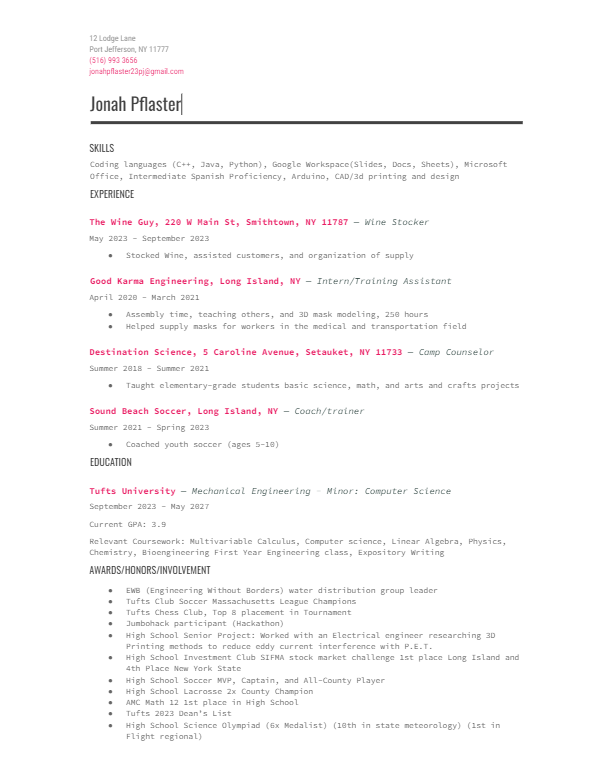 12 Lodge Lane
Port Jefferson, NY 11777
(516) 993 3656
jonahpflaster23pj@gmail.com
Jonah Pflaster
SKILLS
Coding languages (C++, Java, Python), Google Workspace(Slides, Docs, Sheets), Microsoft
Office, Intermediate Spanish Proficiency, Arduino, CAD/3d printing and design
EXPERIENCE
The Wine Guy, 220 W Main St, Smithtown, NY 11787 — Wine Stocker
May 2023 - September 2023
● Stocked Wine, assisted customers, and organization of supply
Good Karma Engineering, Long Island, NY — Intern/Training Assistant
April 2020 - March 2021
● Assembly time, teaching others, and 3D mask modeling, 250 hours
● Helped supply masks for workers in the medical and transportation field
Destination Science, 5 Caroline Avenue, Setauket, NY 11733 — Camp Counselor
Summer 2018 - Summer 2021
● Taught elementary-grade students basic science, math, and arts and crafts projects
Sound Beach Soccer, Long Island, NY — Coach/trainer
Summer 2021 - Spring 2023
● Coached youth soccer (ages 5-10)
EDUCATION
Tufts University — Mechanical Engineering - Minor: Computer Science
September 2023 - May 2027
Current GPA: 3.9
Relevant Coursework: Multivariable Calculus, Computer science, Linear Algebra, Physics,
Chemistry, Bioengineering First Year Engineering class, Expository Writing
AWARDS/HONORS/INVOLVEMENT
● EWB (Engineering Without Borders) water distribution group leader
● Tufts Club Soccer Massachusetts League Champions
● Tufts Chess Club, Top 8 placement in Tournament
● Jumbohack participant (Hackathon)
● High School Senior Project: Worked with an Electrical engineer researching 3D
Printing methods to reduce eddy current interference with P.E.T.
● High School Investment Club SIFMA stock market challenge 1st place Long Island and
4th Place New York State
● High School Soccer MVP, Captain, and All-County Player
● High School Lacrosse 2x County Champion
● AMC Math 12 1st place in High School
● Tufts 2023 Dean's List
● High School Science Olympiad (6x Medalist) (10th in state meteorology) (1st in
Flight regional)